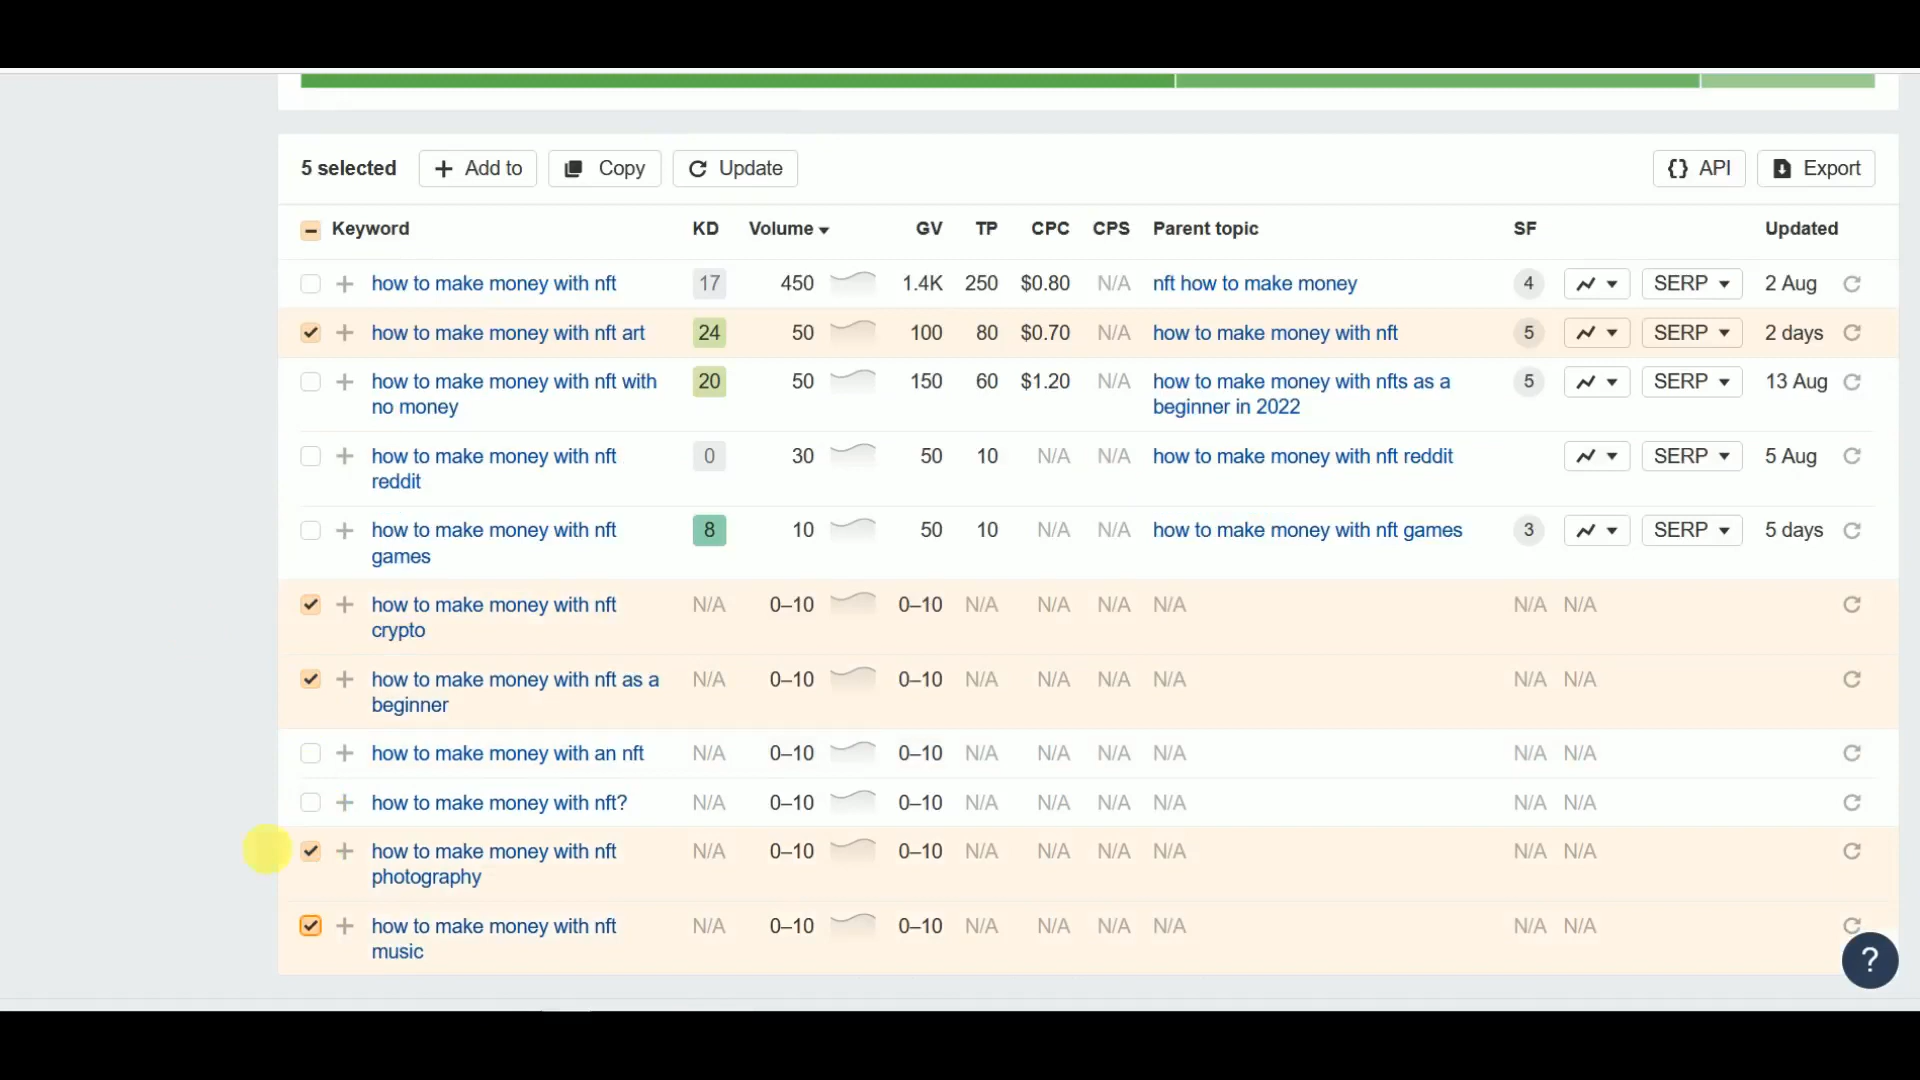 5 selected + Add to Copy Update {} API Export
Keyword KD Volume GV TP CPC CPS Parent topic SF Updated
how to make money with nft 17 450 1.4K 250 $0.80 N/A nft how to make money 4 SERP 2 Aug
how to make money with nft art 24 50 100 80 $0.70 N/A how to make money with nft 5 SERP 2 days
how to make money with nft with 20 50 150 60 $1.20 N/A how to make money with nfts as a 5 SERP 13 Aug
no money beginner in 2022
how to make money with nft 0 30 50 10 N/A N/A how to make money with nft reddit SERP 5 Aug
reddit
how to make money with nft 8 10 50 10 N/A N/A how to make money with nft games 3 SERP 5 days
games
how to make money with nft N/A 0–10 0–10 N/A N/A N/A N/A N/A N/A
crypto
how to make money with nft as a N/A 0–10 0–10 N/A N/A N/A N/A N/A N/A
beginner
how to make money with an nft N/A 0–10 0–10 N/A N/A N/A N/A N/A N/A
how to make money with nft? N/A 0–10 0–10 N/A N/A N/A N/A N/A N/A
how to make money with nft N/A 0–10 0–10 N/A N/A N/A N/A N/A N/A
photography
how to make money with nft N/A 0–10 0–10 N/A N/A N/A N/A N/A N/A
music
?